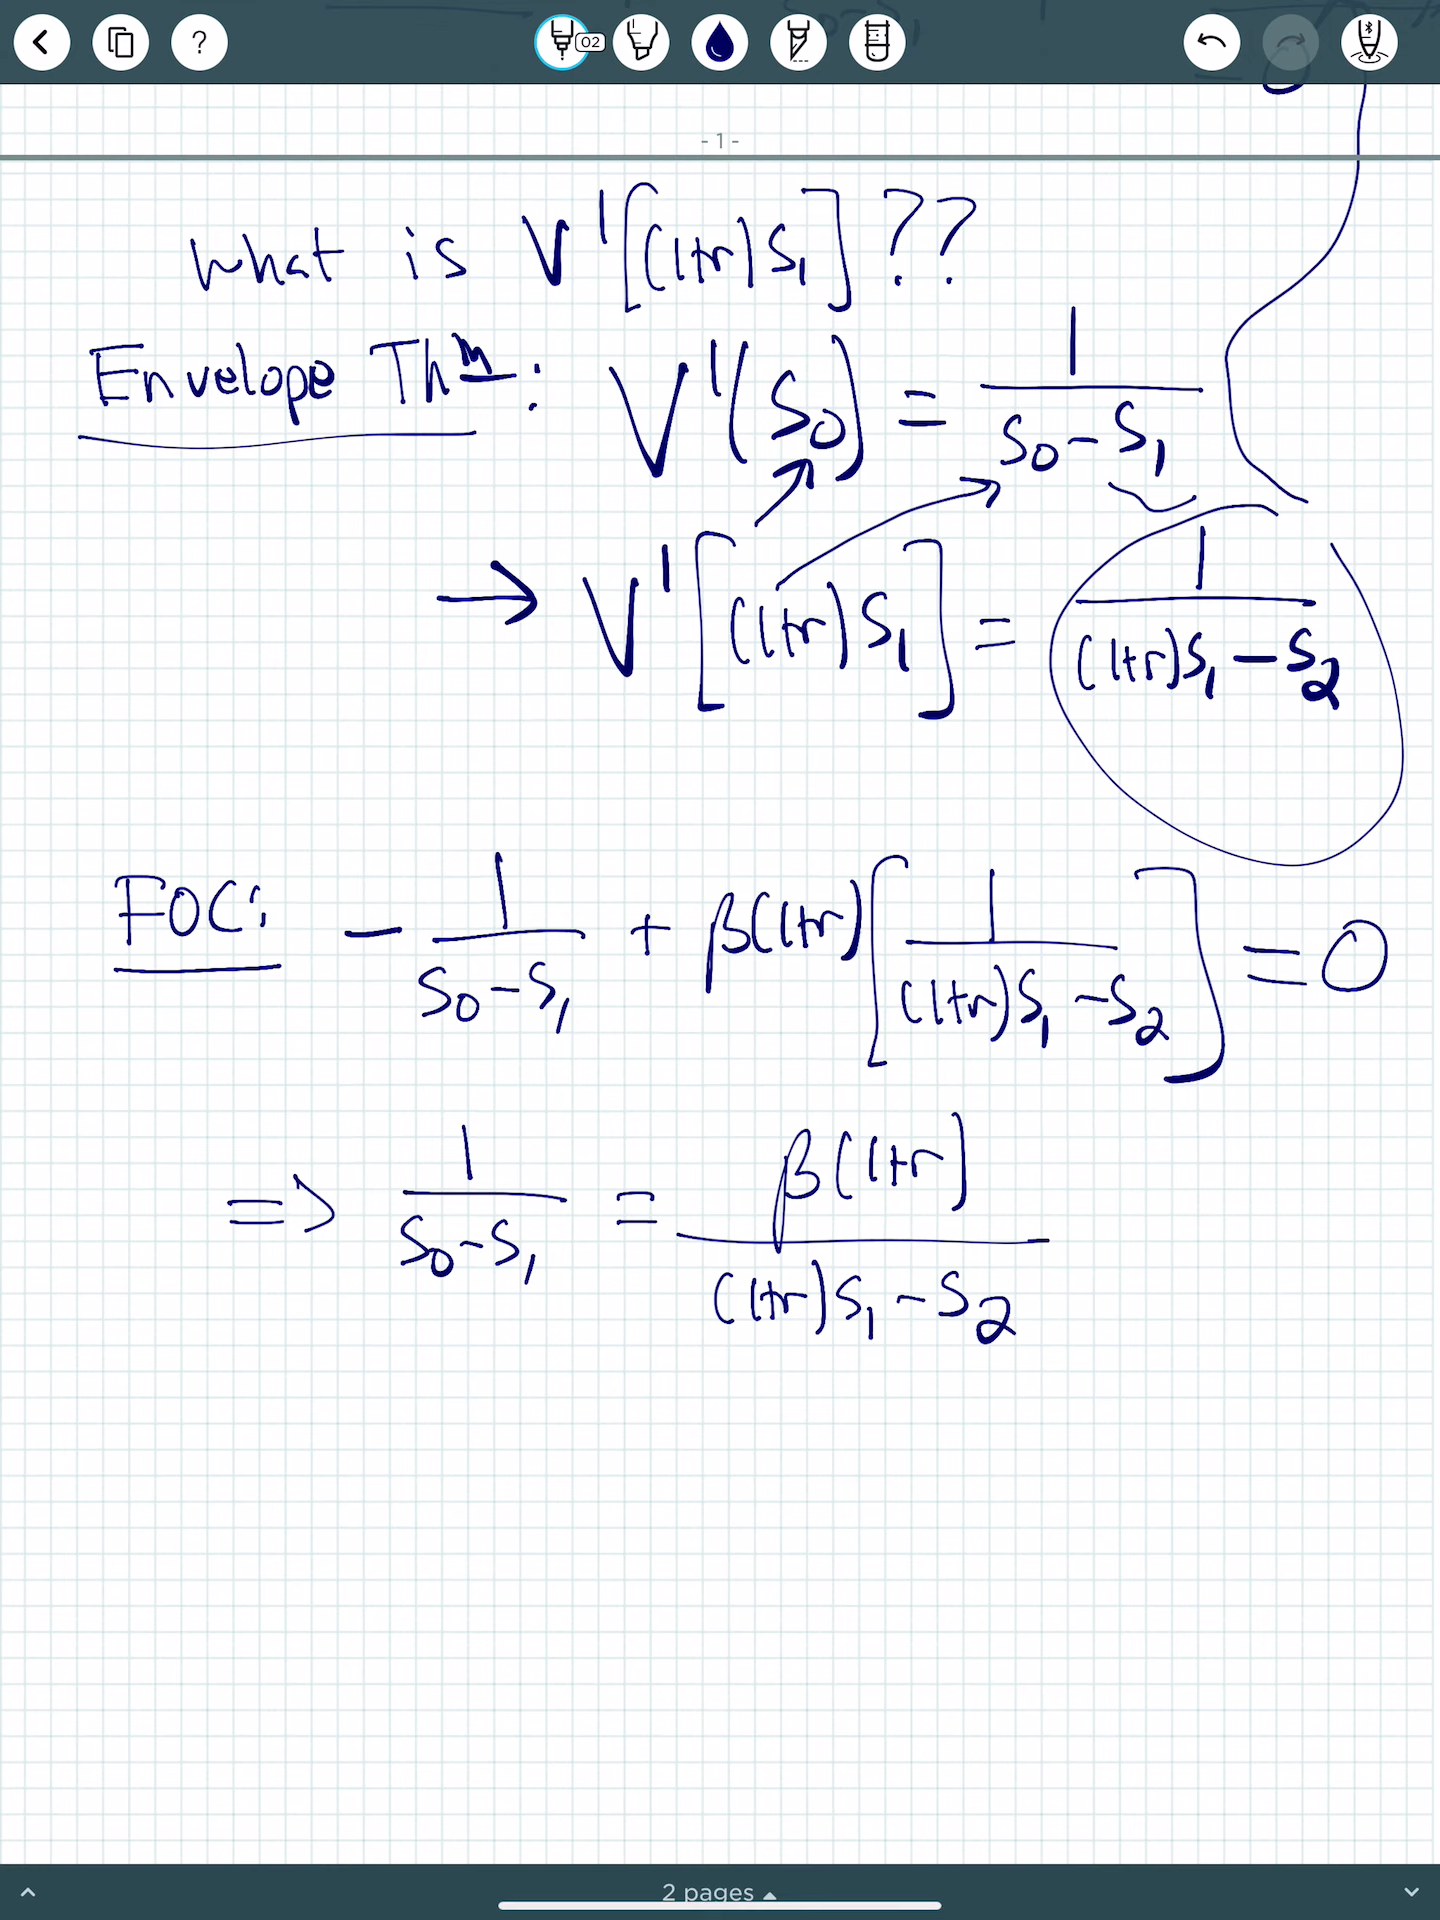 ?
02
- 1 -
What is V'[(1+r)S₁] ??
Envelope Thm: V'(S₀) = 1/(S₀-S₁)
→ V'[(1+r)S₁] = 1/((1+r)S₁-S₂)
FOC: - 1/(S₀-S₁) + β(1+r)[1/((1+r)S₁-S₂)] = 0
=> 1/(S₀-S₁) = β(1+r)/((1+r)S₁-S₂)
2 pages